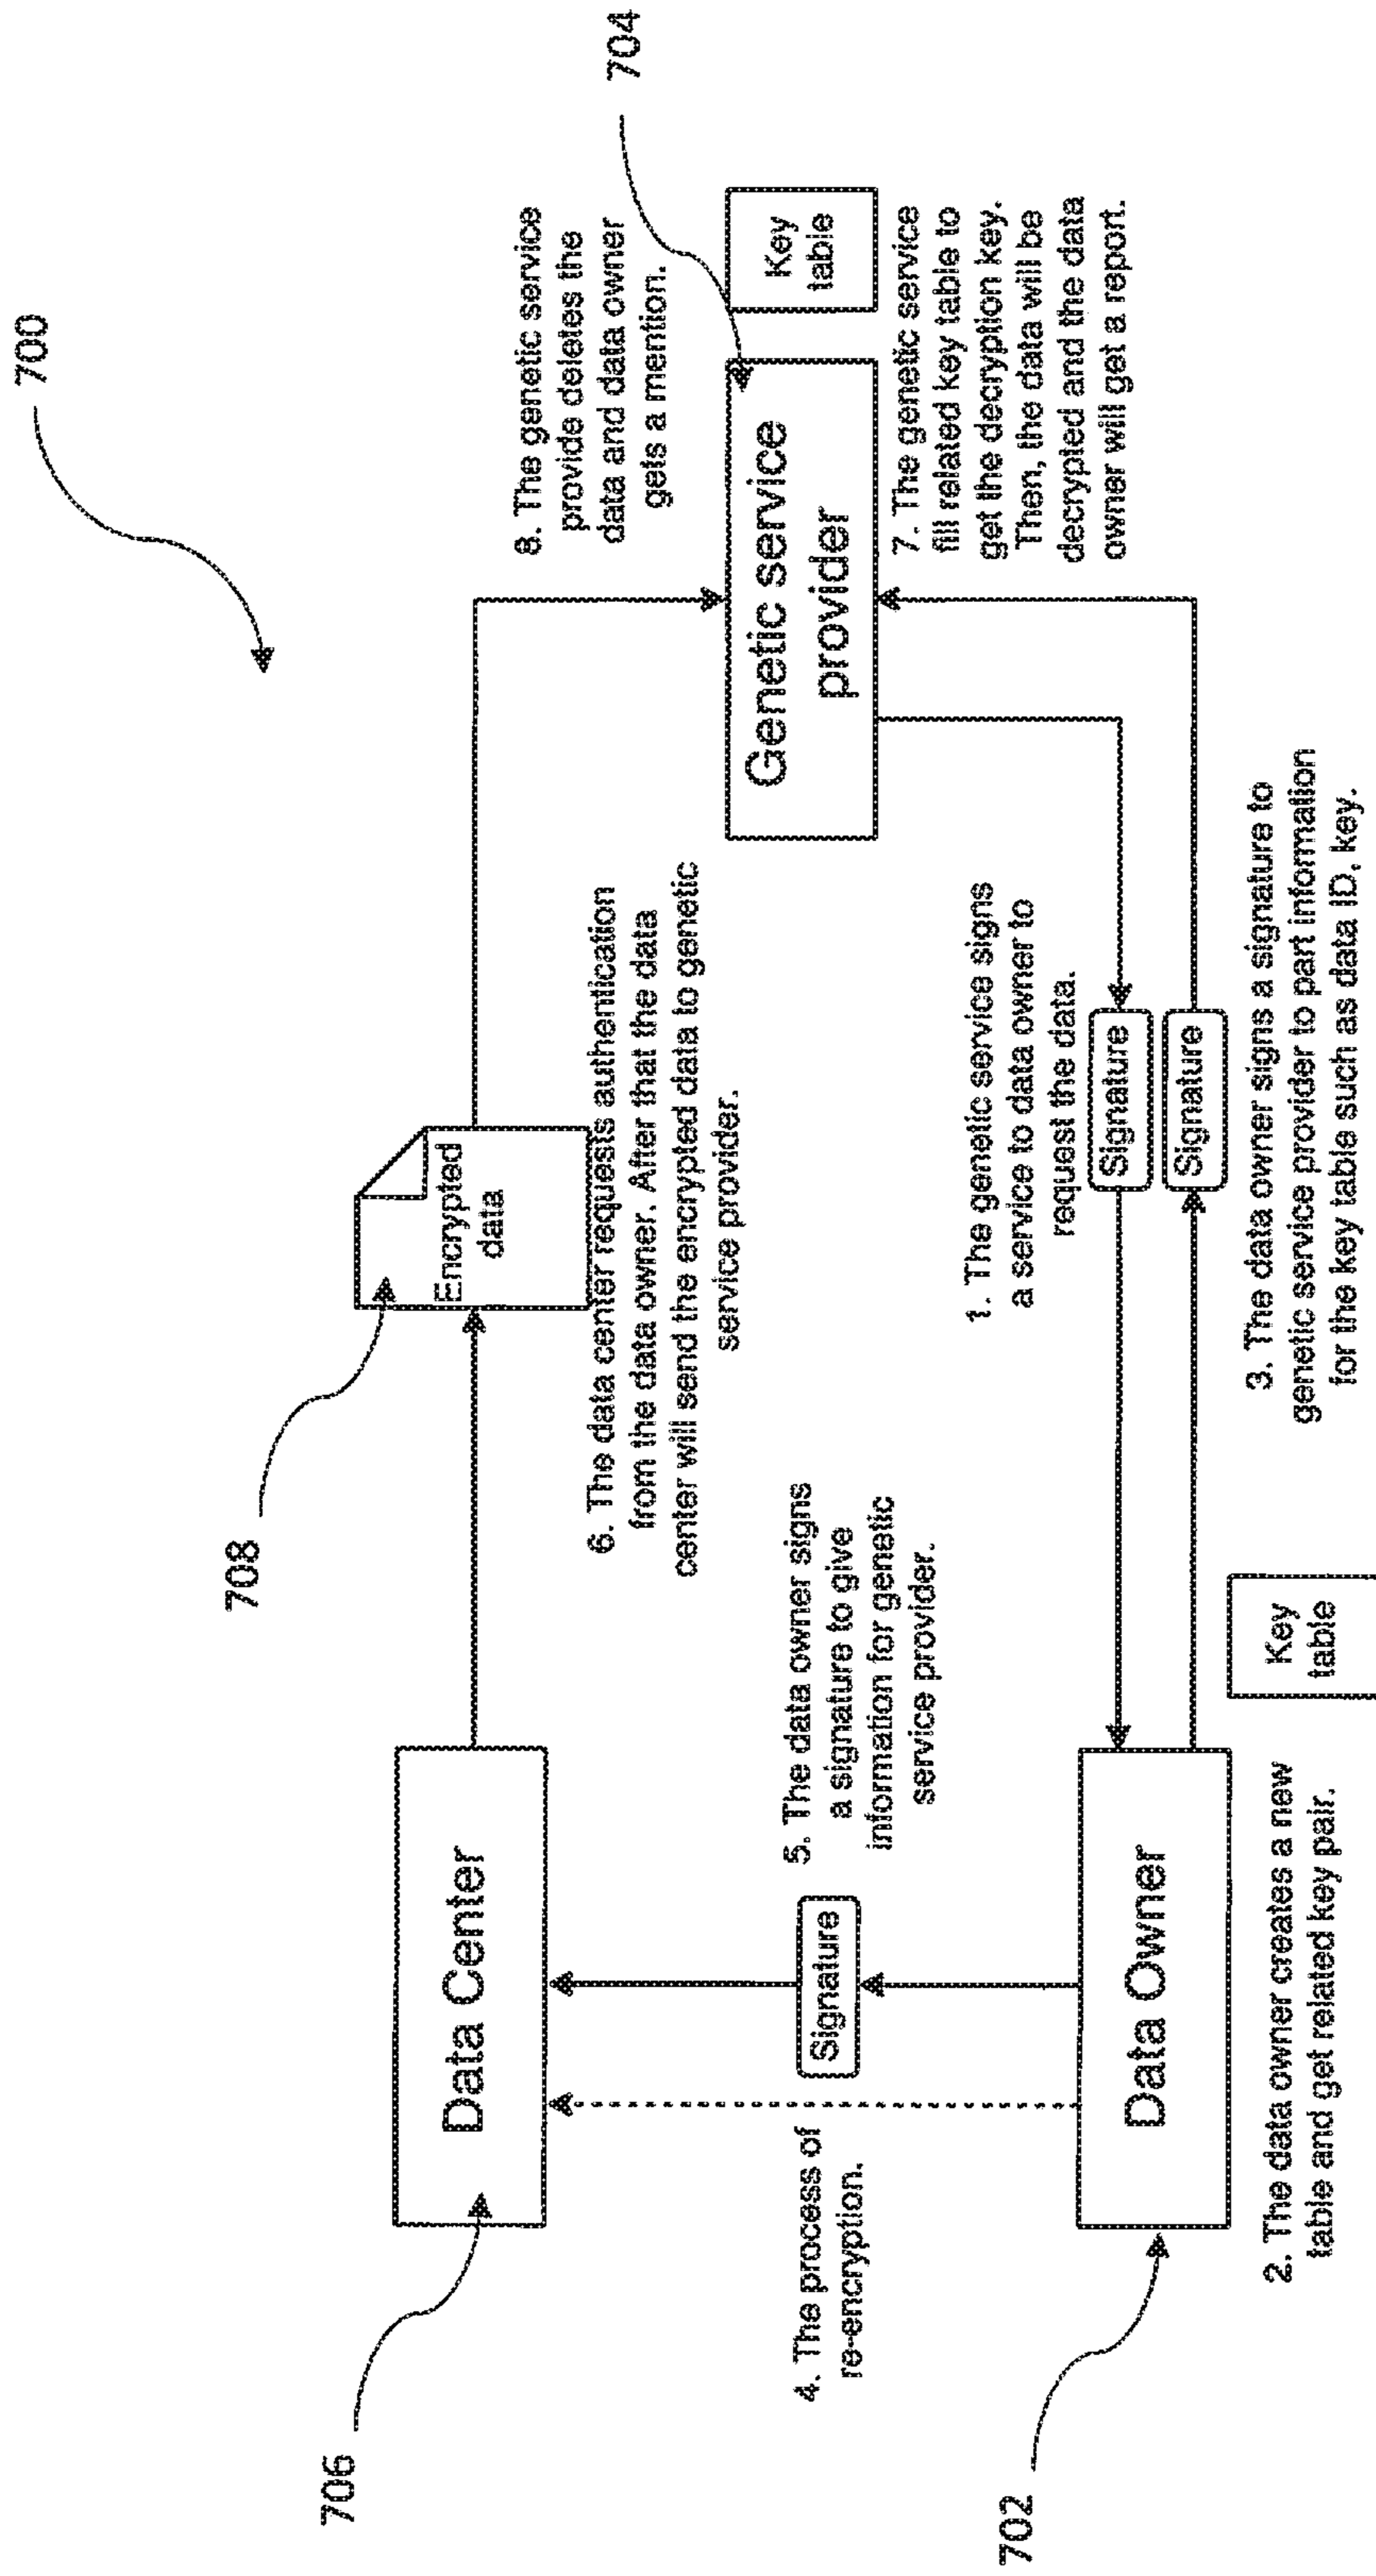 700
706
Data Center
708
Encrypted
data
8. The genetic service
provide deletes the
data and data owner
gets a mention.
704
6. The data center requests authentication
from the data owner. After that the data
center will send the encrypted data to genetic
service provider.
4. The process of
re-encryption.
Signature
5. The data owner signs
a signature to give
information for genetic
service provider.
Genetic service
provider
Key
table
7. The genetic service
fill related key table to
get the decryption key.
Then, the data will be
decrypted and the data
owner will get a report.
1. The genetic service signs
a service to data owner to
request the data.
Signature
Signature
702
Data Owner
2. The data owner creates a new
table and get related key pair.
Key
table
3. The data owner signs a signature to
genetic service provider to part information
for the key table such as data ID, key.